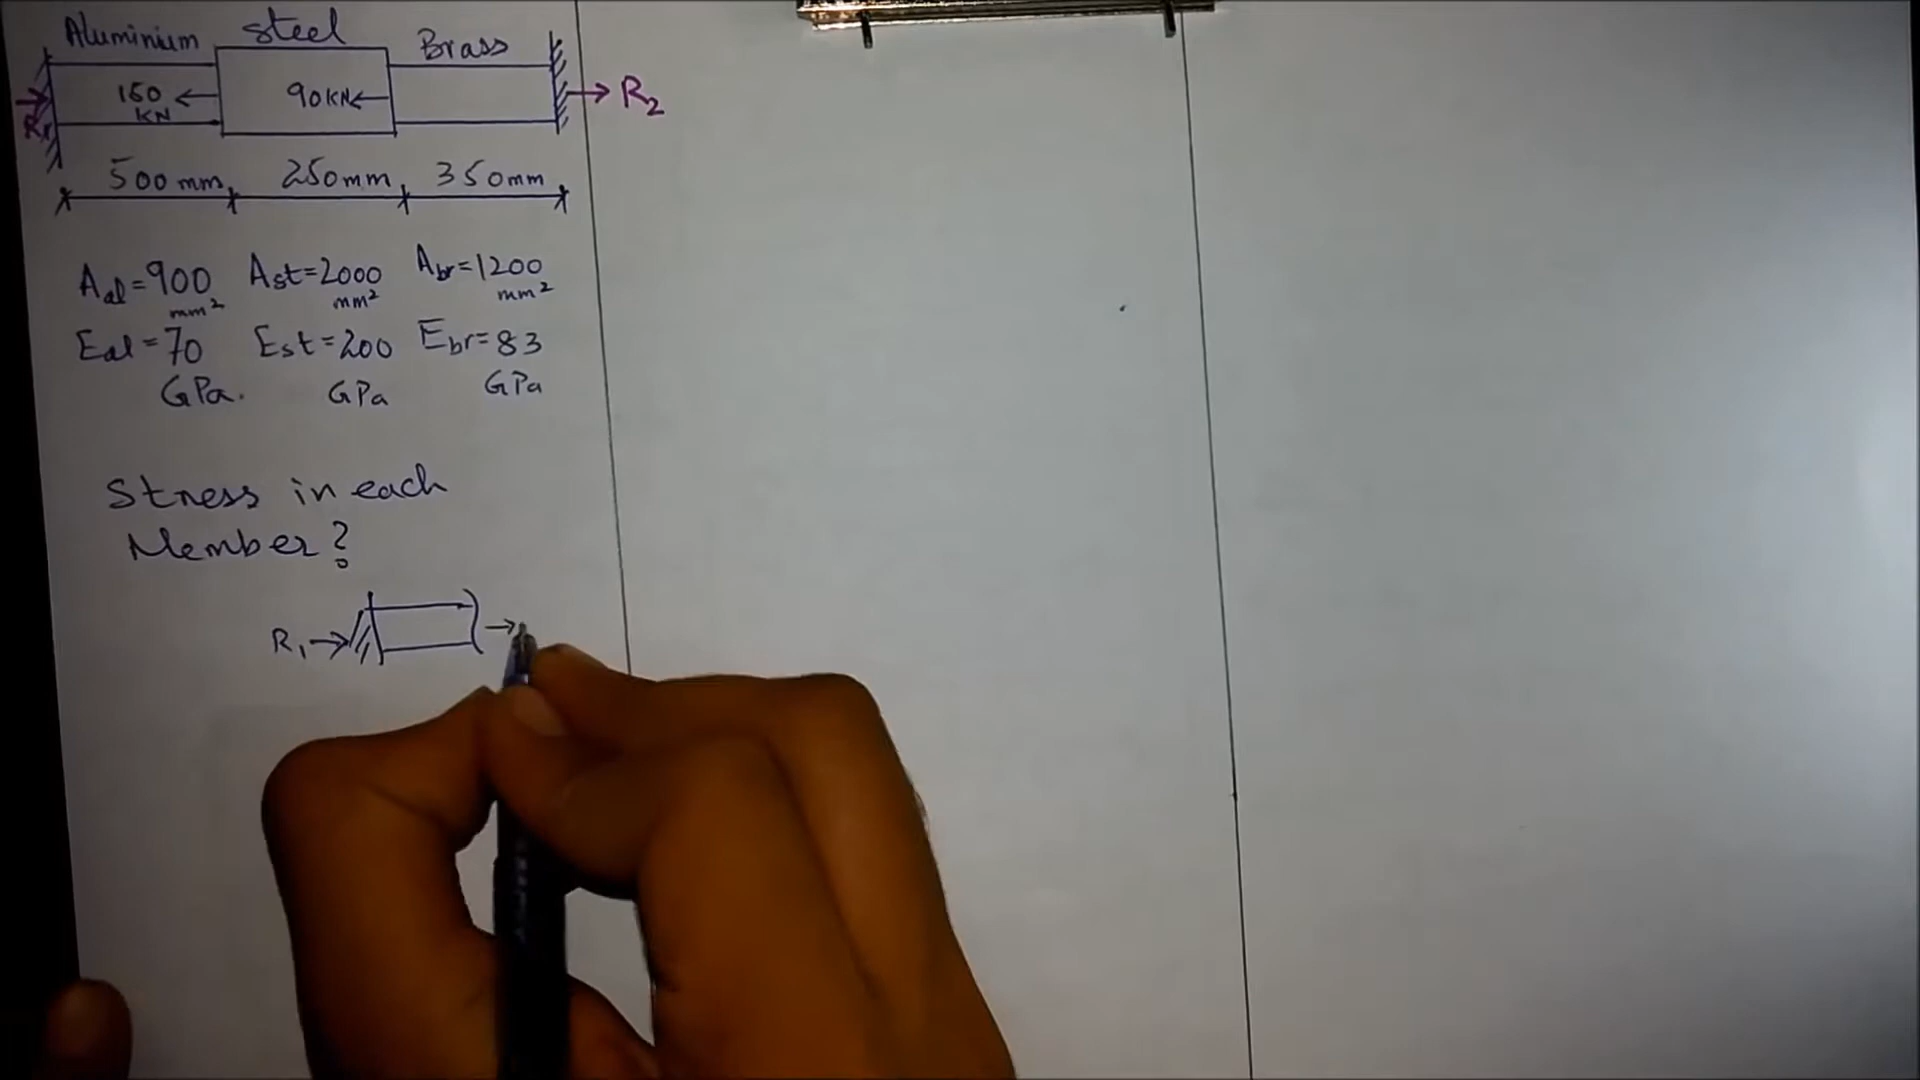 Aluminium Steel Brass
150 KN 90KN
R1 R2
500 mm 250mm 350mm
Aal=900 mm² Ast=2000 mm² Abr=1200 mm²
Eal=70 GPa. Est=200 GPa Ebr=83 GPa
Stress in each
Member?
R1